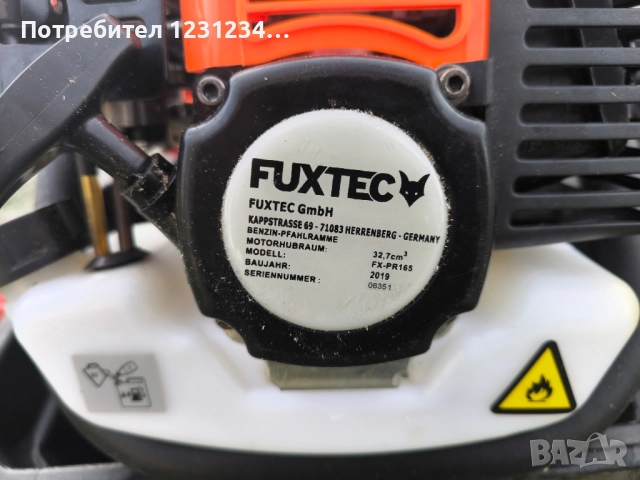 Потребител 1231234...
FUXTEC
FUXTEC GmbH
KAPPSTRASSE 69 - 71083 HERRENBERG - GERMANY
BENZIN-PFAHLRAMME
MOTORHUBRAUM: 32,7cm³
MODELL: FX-PR165
BAUJAHR: 2019
SERIENNUMMER: 06351
BAZAR